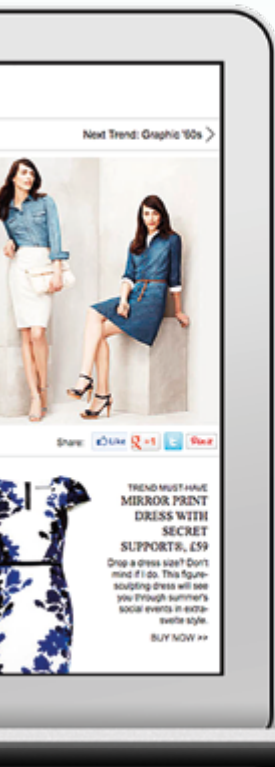 Next Trend: Graphic '60s
Share: Like +1 Pin it
TREND MUST-HAVE
MIRROR PRINT
DRESS WITH
SECRET
SUPPORT®, £59
Drop a dress size? Don't
mind if I do. This figure-
sculpting dress will see
you through summer's
social events in extra-
svelte style.
BUY NOW >>